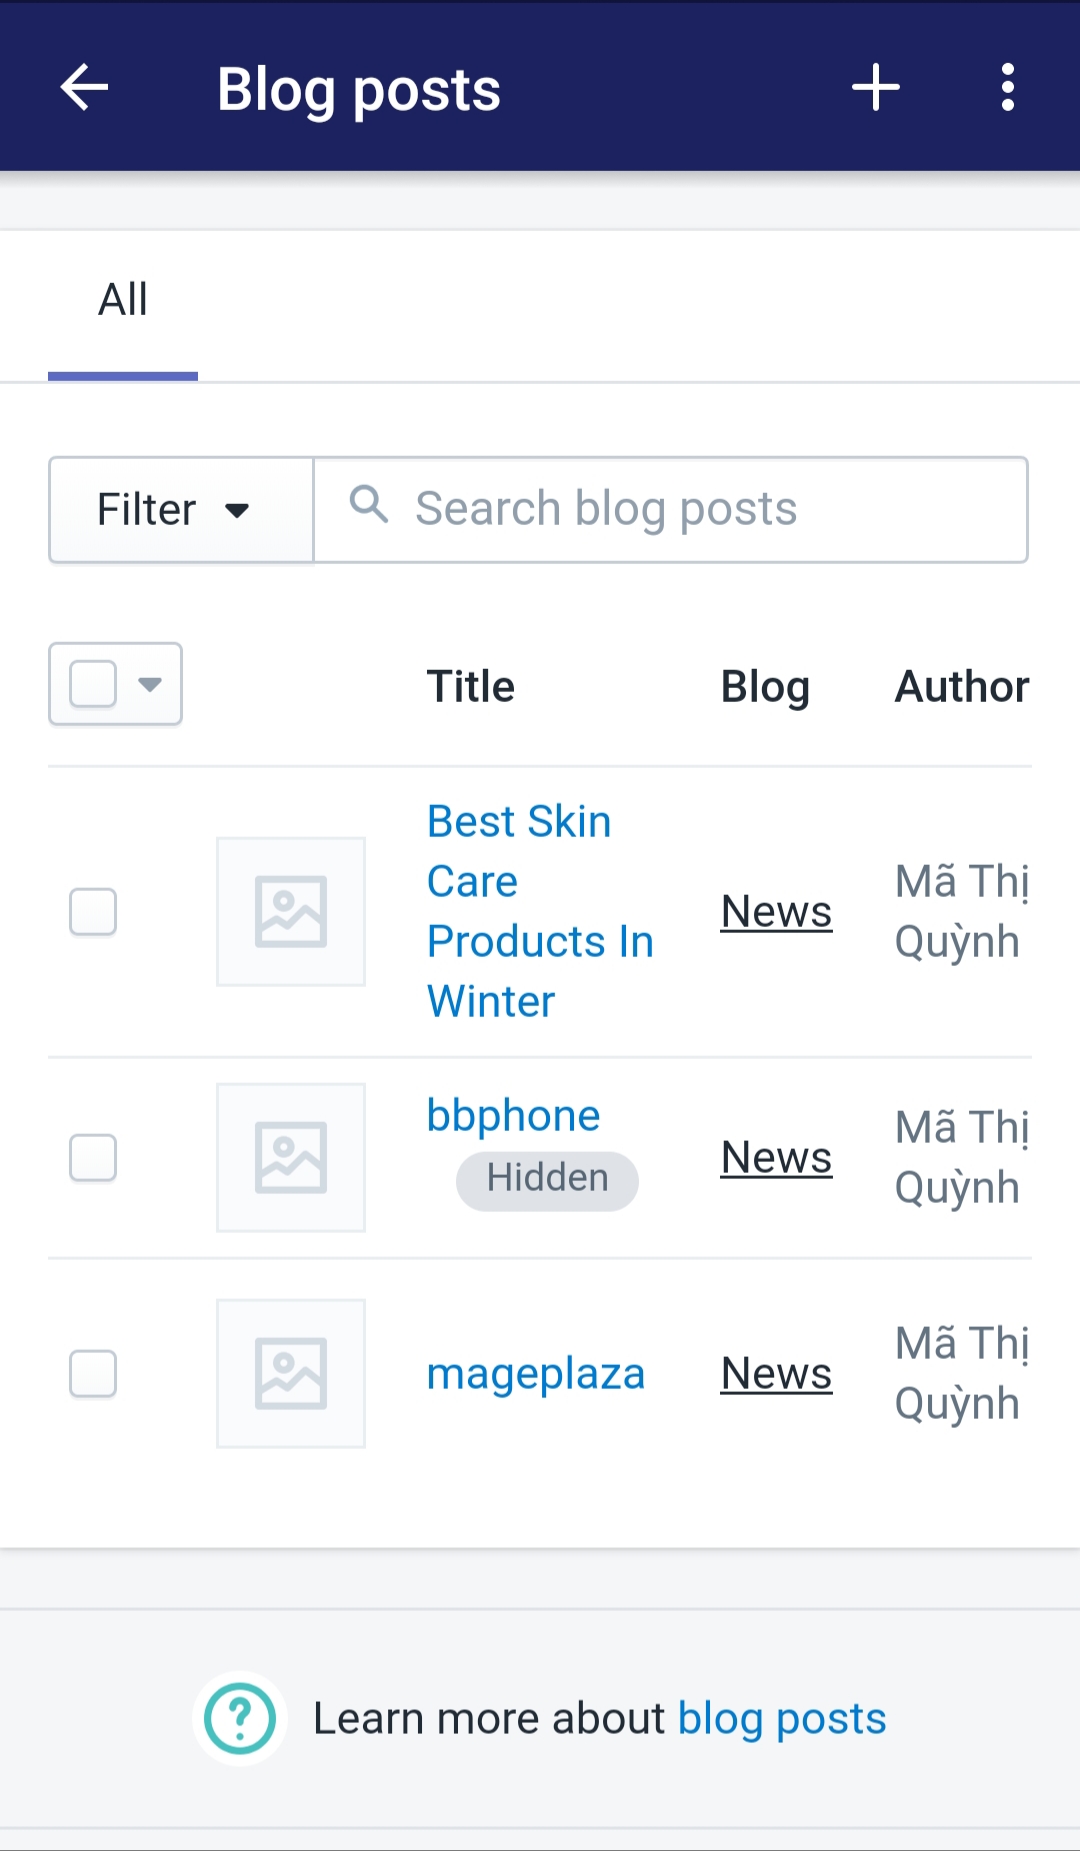 Blog posts
All
Filter
Search blog posts
Title Blog Author
Best Skin
Care
Products In
Winter
News
Mã Thị
Quỳnh
bbphone
Hidden
News
Mã Thị
Quỳnh
mageplaza
News
Mã Thị
Quỳnh
Learn more about blog posts